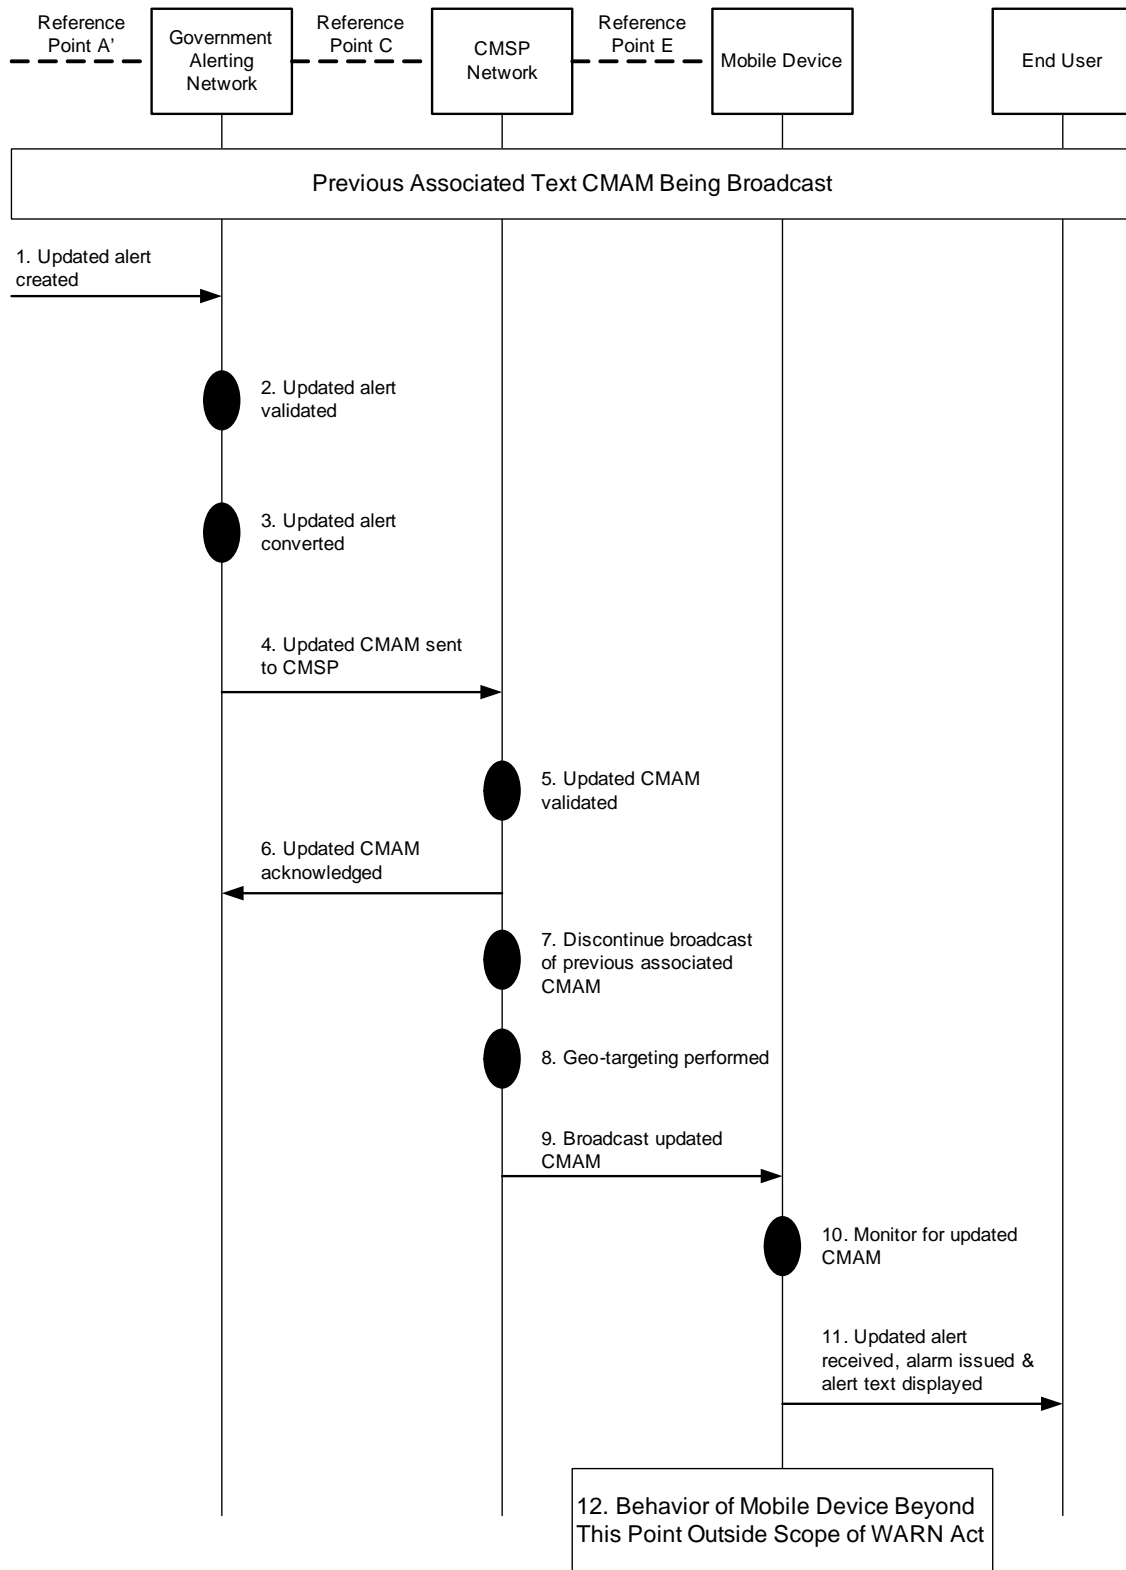 Reference
Point A’
Government
Alerting
Network
Reference
Point C
CMSP
Network
Reference
Point E
Mobile Device
End User
Previous Associated Text CMAM Being Broadcast
1. Updated alert
created
2. Updated alert
validated
3. Updated alert
converted
4. Updated CMAM sent
to CMSP
5. Updated CMAM
validated
6. Updated CMAM
acknowledged
7. Discontinue broadcast
of previous associated
CMAM
8. Geo-targeting performed
9. Broadcast updated
CMAM
10. Monitor for updated
CMAM
11. Updated alert
received, alarm issued &
alert text displayed
12. Behavior of Mobile Device Beyond
This Point Outside Scope of WARN Act